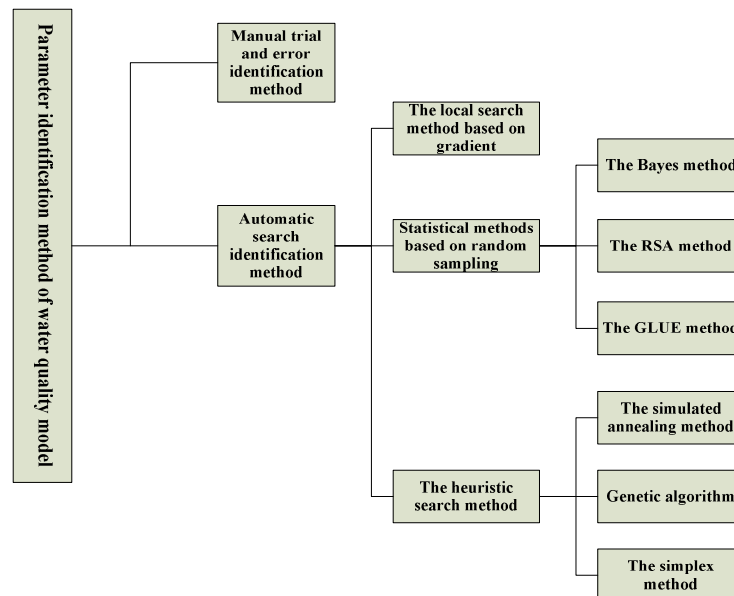 Parameter identification method of water quality model
Manual trial
and error
identification
method
Automatic
search
identification
method
The local search
method based on
gradient
Statistical methods
based on random
sampling
The heuristic
search method
The Bayes method
The RSA method
The GLUE method
The simulated
annealing method
Genetic algorithm
The simplex
method